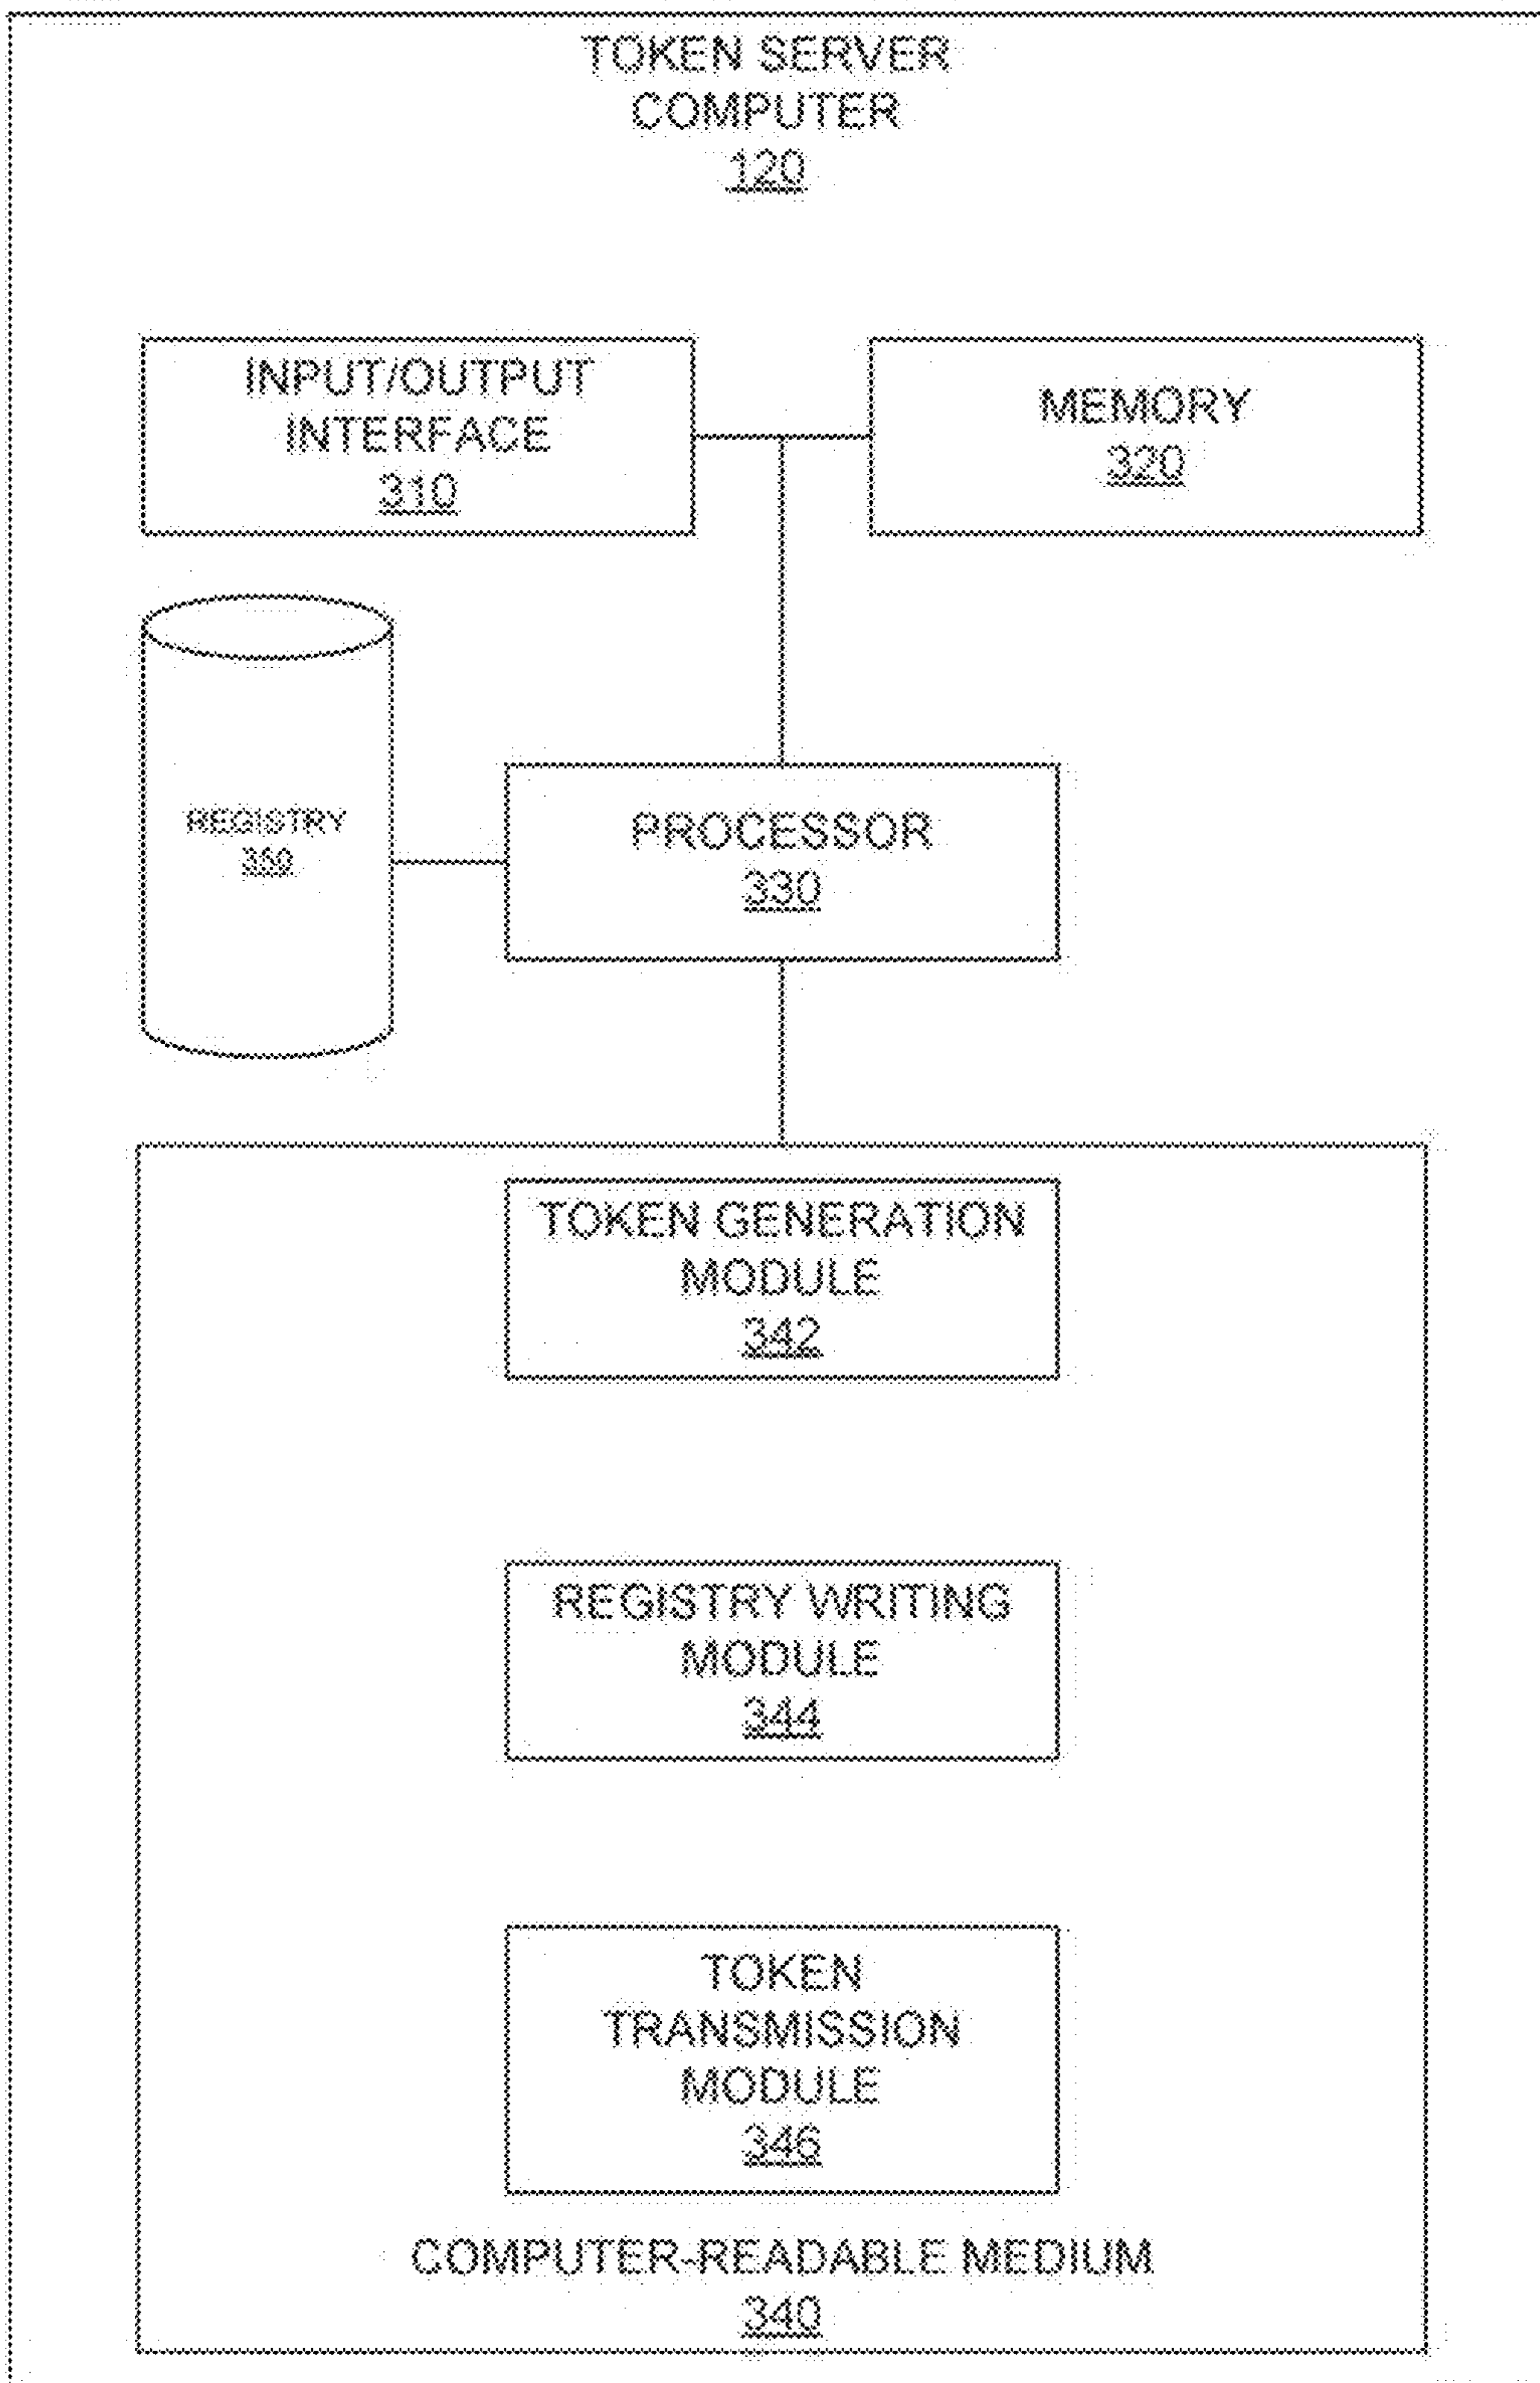 TOKEN SERVER
COMPUTER
120
INPUT/OUTPUT
INTERFACE
310
MEMORY
320
REGISTRY
350
PROCESSOR
330
TOKEN GENERATION
MODULE
342
REGISTRY WRITING
MODULE
344
TOKEN
TRANSMISSION
MODULE
346
COMPUTER-READABLE MEDIUM
340